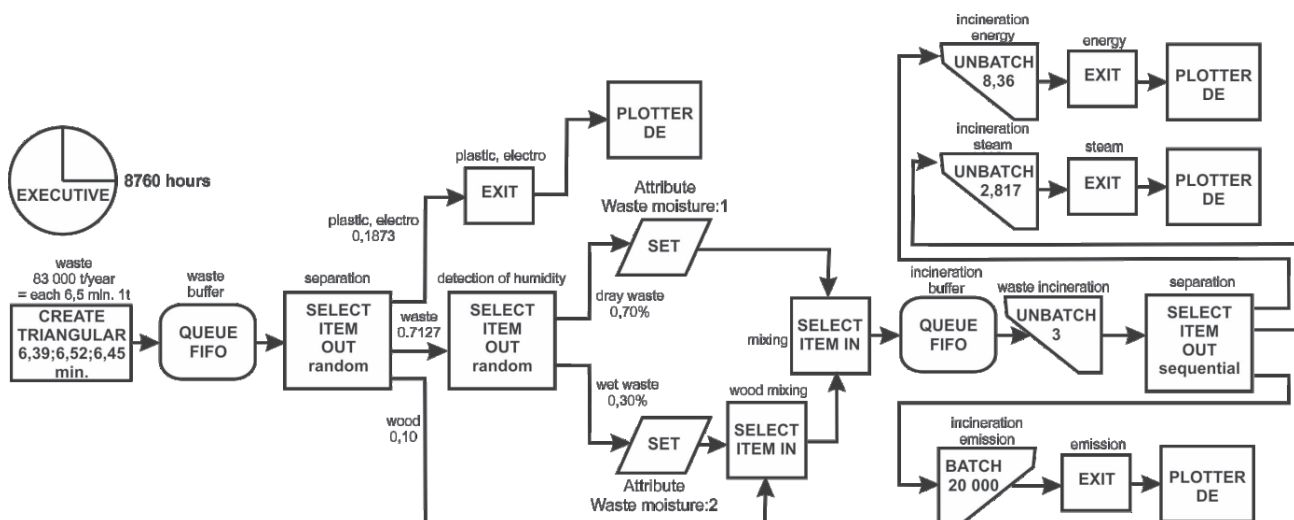 EXECUTIVE
8760 hours
waste
83 000 t/year
= each 6,5 min. 1t
CREATE
TRIANGULAR
6,39;6,52;6,45
min.
waste
buffer
QUEUE
FIFO
separation
SELECT
ITEM
OUT
random
plastic, electro
0,1873
waste
0.7127
wood
0,10
plastic, electro
EXIT
PLOTTER
DE
detection of humidity
SELECT
ITEM
OUT
random
dray waste
0,70%
wet waste
0,30%
Attribute
Waste moisture:1
SET
SET
Attribute
Waste moisture:2
wood mixing
SELECT
ITEM IN
mixing
SELECT
ITEM IN
incineration
buffer
QUEUE
FIFO
waste incineration
UNBATCH
3
separation
SELECT
ITEM
OUT
sequential
incineration
energy
UNBATCH
8,36
energy
EXIT
PLOTTER
DE
incineration
steam
UNBATCH
2,817
steam
EXIT
PLOTTER
DE
incineration
emission
BATCH
20 000
emission
EXIT
PLOTTER
DE